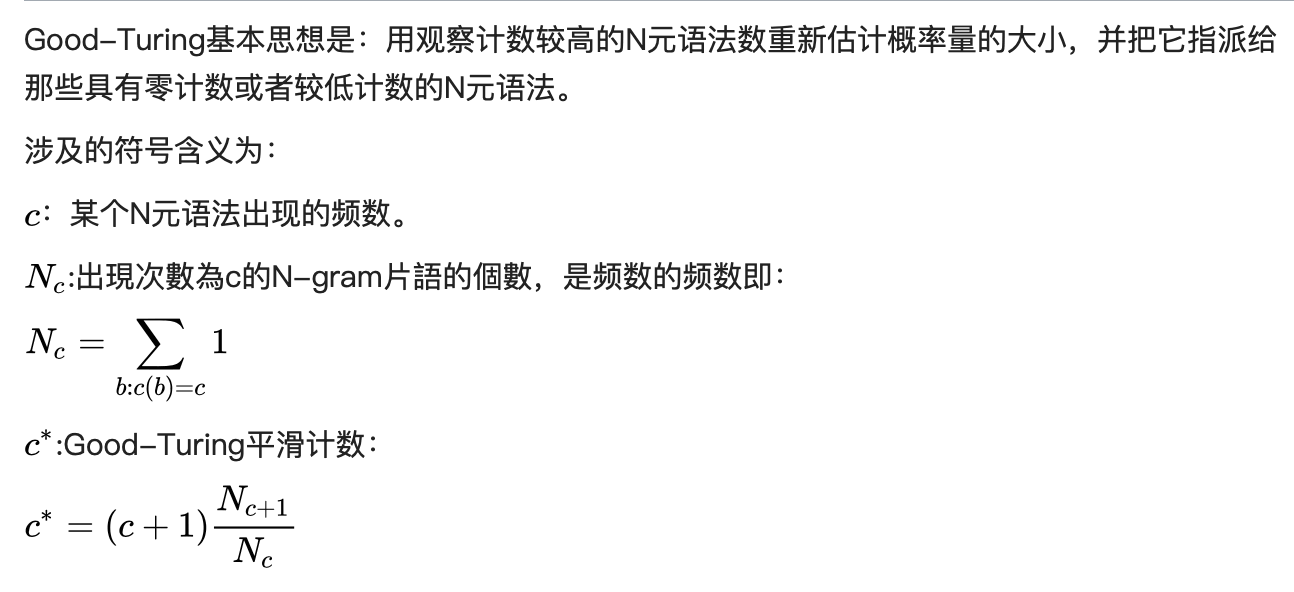 Good–Turing基本思想是：用观察计数较高的N元语法数重新估计概率量的大小，并把它指派给
那些具有零计数或者较低计数的N元语法。
涉及的符号含义为：
c：某个N元语法出现的频数。
N_c:出現次數為c的N–gram片語的個數，是频数的频数即：
N_c = \sum_{b:c(b)=c} 1
c^*:Good–Turing平滑计数：
c^* = (c + 1) \frac{N_{c+1}}{N_c}